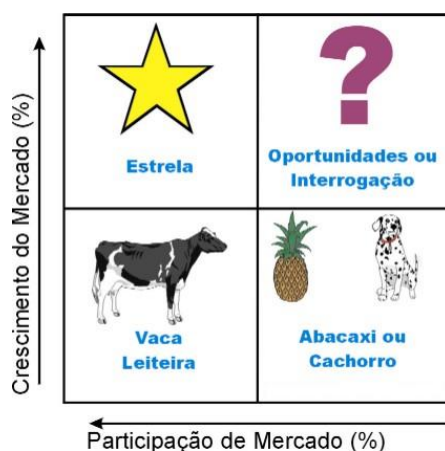 Crescimento do Mercado (%)
?
Estrela
Oportunidades ou
Interrogação
Vaca
Leiteira
Abacaxi ou
Cachorro
Participação de Mercado (%)